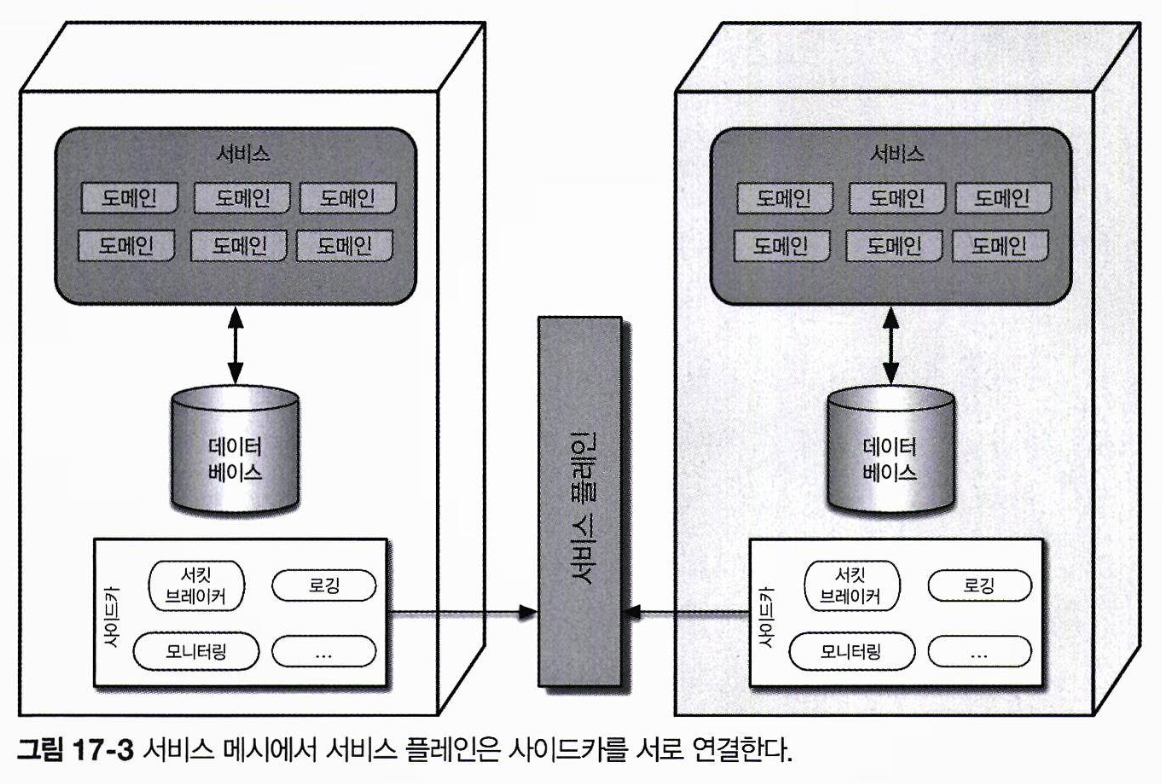 서비스
도메인 도메인 도메인
도메인 도메인 도메인
데이터
베이스
사이드카
서킷
브레이커
로깅
모니터링
...
서비스 플레인
서비스
도메인 도메인 도메인
도메인 도메인 도메인
데이터
베이스
사이드카
서킷
브레이커
로깅
모니터링
...
그림 17-3 서비스 메시에서 서비스 플레인은 사이드카를 서로 연결한다.